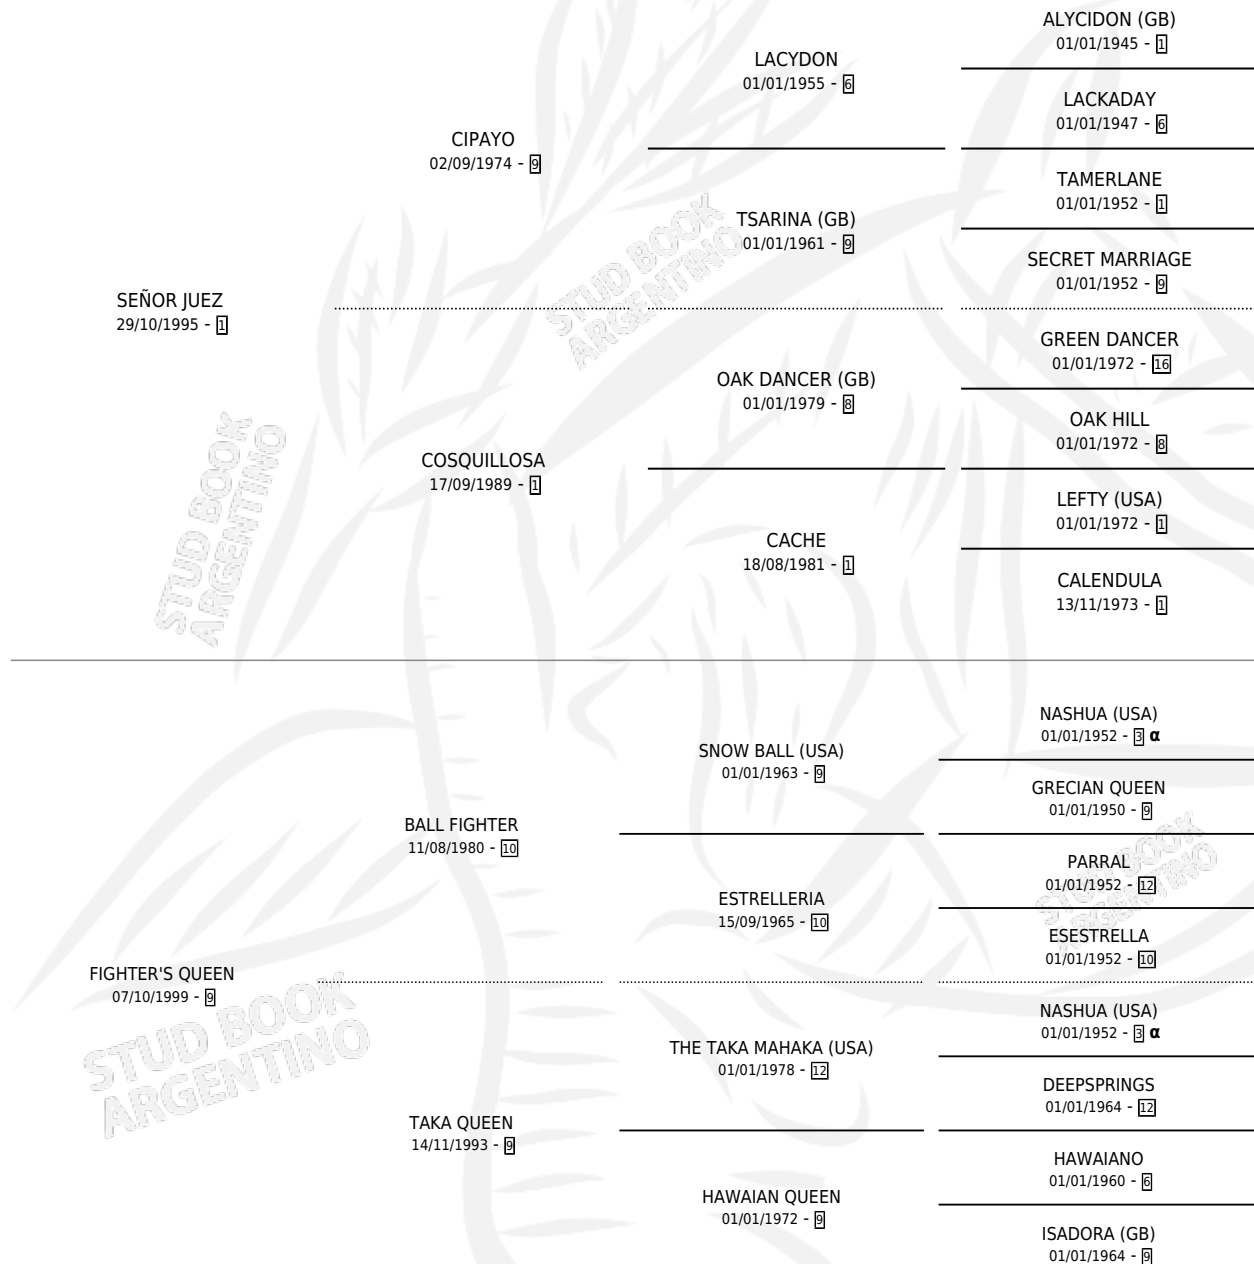 ALYCIDON (GB)
01/01/1945 - 1
LACYDON
01/01/1955 - 6
LACKADAY
01/01/1947 - 6
CIPAYO
02/09/1974 - 9
TAMERLANE
01/01/1952 - 1
TSARINA (GB)
01/01/1961 - 9
SECRET MARRIAGE
01/01/1952 - 9
SEÑOR JUEZ
29/10/1995 - 1
GREEN DANCER
01/01/1972 - 16
OAK DANCER (GB)
01/01/1979 - 8
OAK HILL
01/01/1972 - 8
COSQUILLOSA
17/09/1989 - 1
LEFTY (USA)
01/01/1972 - 1
CACHE
18/08/1981 - 1
CALENDULA
13/11/1973 - 1
NASHUA (USA)
01/01/1952 - 3 α
SNOW BALL (USA)
01/01/1963 - 9
GRECIAN QUEEN
01/01/1950 - 9
BALL FIGHTER
11/08/1980 - 10
PARRAL
01/01/1952 - 12
ESTRELLERIA
15/09/1965 - 10
ESESTRELLA
01/01/1952 - 10
FIGHTER'S QUEEN
07/10/1999 - 9
NASHUA (USA)
01/01/1952 - 3 α
THE TAKA MAHAKA (USA)
01/01/1978 - 12
DEEPSPRINGS
01/01/1964 - 12
TAKA QUEEN
14/11/1993 - 9
HAWAIANO
01/01/1960 - 6
HAWAIAN QUEEN
01/01/1972 - 9
ISADORA (GB)
01/01/1964 - 9
STUD BOOK
ARGENTINO
STUD BOOK
ARGENTINO
STUD BOOK
ARGENTINO
STUD BOOK
ARGENTINO